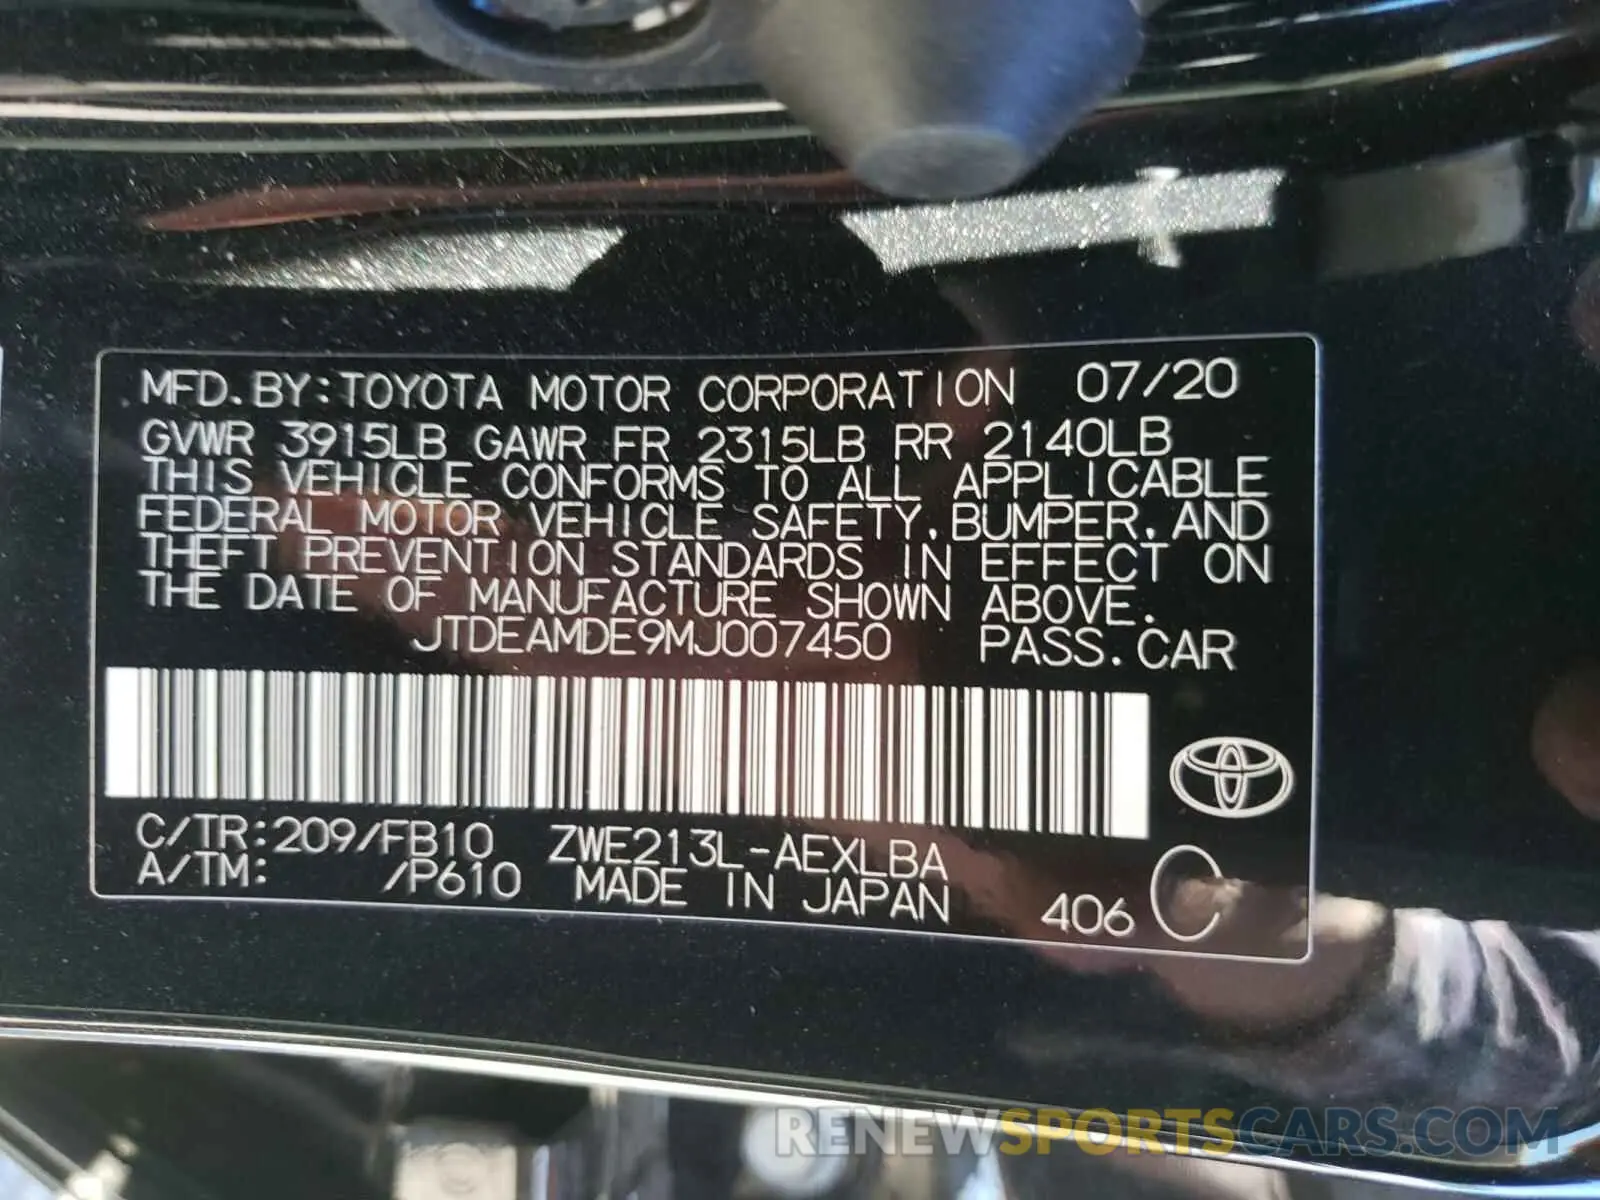 MFD. BY: TOYOTA MOTOR CORPORATION 07/20
GVWR 3915LB GAWR FR 2315LB RR 2140LB
THIS VEHICLE CONFORMS TO ALL APPLICABLE
FEDERAL MOTOR VEHICLE SAFETY, BUMPER, AND
THEFT PREVENTION STANDARDS IN EFFECT ON
THE DATE OF MANUFACTURE SHOWN ABOVE.
JTDEAMDE9MJ007450 PASS. CAR
C/TR: 209/FB10 ZWE213L-AEXLBA
A/TM: /P610 MADE IN JAPAN 406 C
RENEWSPORTSCARS.COM